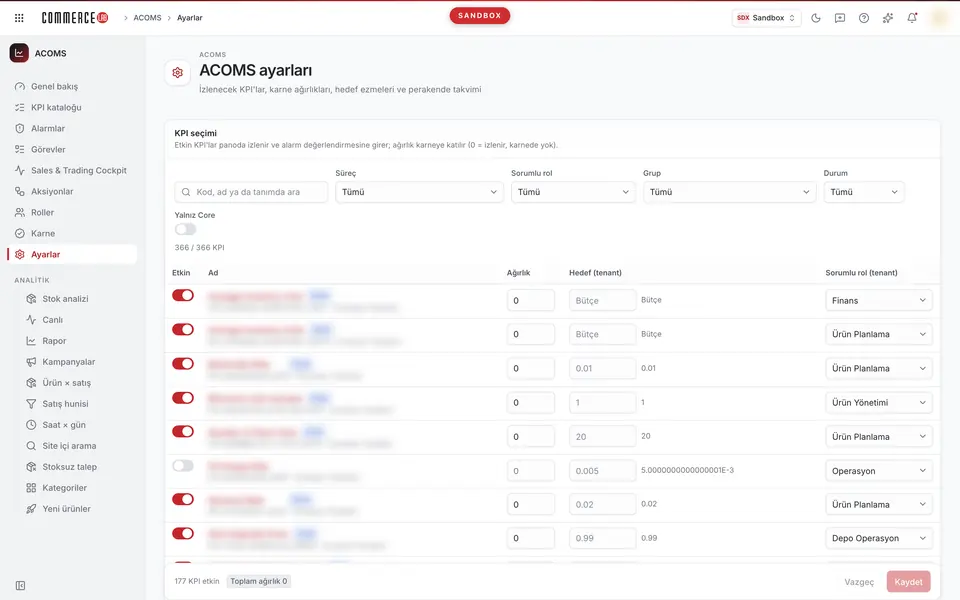 COMMERCE LAB
ACOMS
Ayarlar
SANDBOX
SDX Sandbox
ACOMS
Genel bakış
KPI kataloğu
Alarmlar
Görevler
Sales & Trading Cockpit
Aksiyonlar
Roller
Karne
Ayarlar
ANALİTİK
Stok analizi
Canlı
Rapor
Kampanyalar
Ürün × satış
Satış hunisi
Saat × gün
Site içi arama
Stoksuz talep
Kategoriler
Yeni ürünler
ACOMS
ACOMS ayarları
İzlenecek KPI'lar, karne ağırlıkları, hedef ezmeleri ve perakende takvimi
KPI seçimi
Etkin KPI'lar panoda izlenir ve alarm değerlendirmesine girer; ağırlık karneye katılır (0 = izlenir, karnede yok).
Süreç Sorumlu rol Grup Durum
Kod, ad ya da tanımda ara Tümü Tümü Tümü Tümü
Yalnız Core
366 / 366 KPI
Etkin Ad Ağırlık Hedef (tenant) Sorumlu rol (tenant)
0 Bütçe Bütçe Finans
0 Bütçe Bütçe Ürün Planlama
0 0.01 0.01 Ürün Planlama
0 1 1 Ürün Yönetimi
0 20 20 Ürün Planlama
0 0.005 5.0000000000000001E-3 Operasyon
0 0.02 0.02 Ürün Planlama
0 0.99 0.99 Depo Operasyon
177 KPI etkin Toplam ağırlık 0 Vazgeç Kaydet